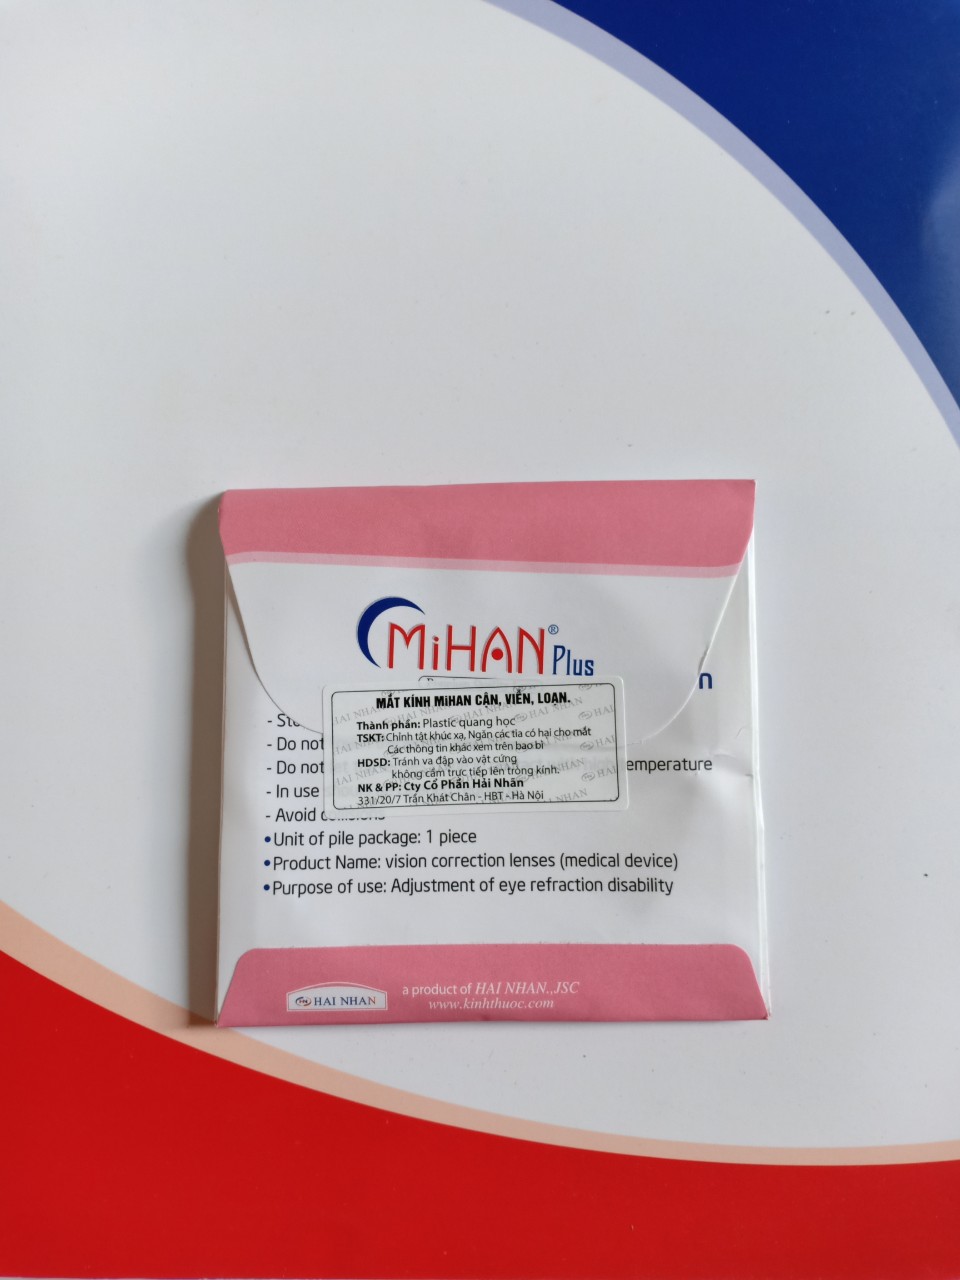 MiHAN® Plus
n
MẮT KÍNH MiHAN CẬN, VIỄN, LOẠN.
Thành phần: Plastic quang học
TSKT: Chỉnh tật khúc xạ, Ngăn các tia có hại cho mắt
Các thông tin khác xem trên bao bì
HDSD: Tránh va đập vào vật cứng
không cầm trực tiếp lên tròng kính.
NK & PP: Cty Cổ Phần Hải Nhân
331/20/7 Trần Khát Chân - HBT - Hà Nội
- Do not
- Do not emperature
- In use
- Avoid
• Unit of pile package: 1 piece
• Product Name: vision correction lenses (medical device)
• Purpose of use: Adjustment of eye refraction disability
HAI NHAN
a product of HAI NHAN.,JSC
www.kinhthuoc.com